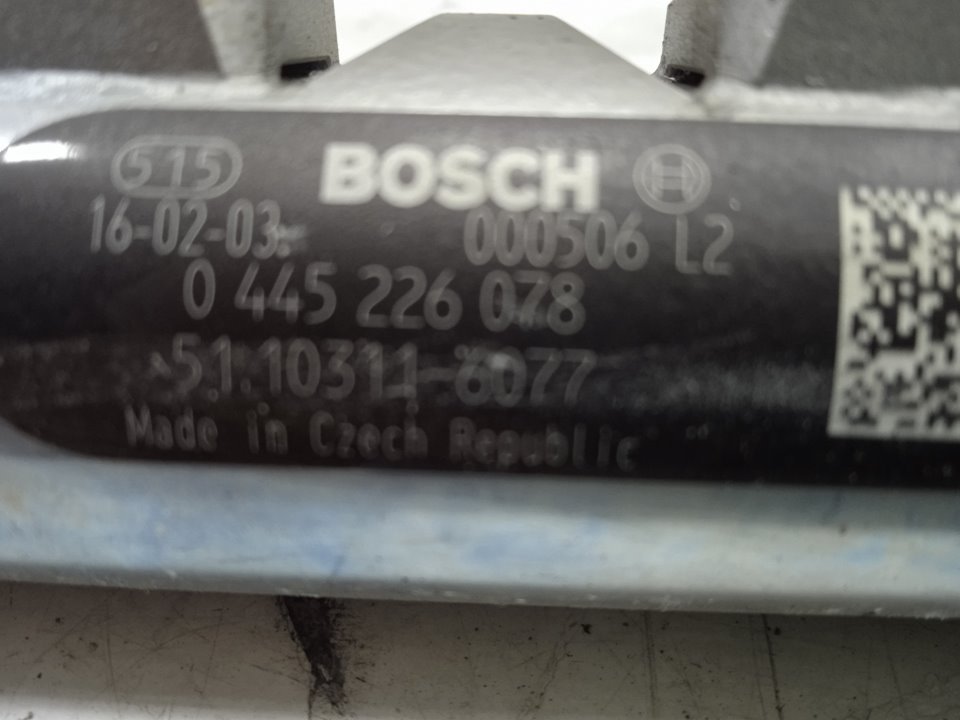 515 BOSCH
16-02-03 000506 L2
0 445 226 078
51.10311-6077
Made in Czech Republic